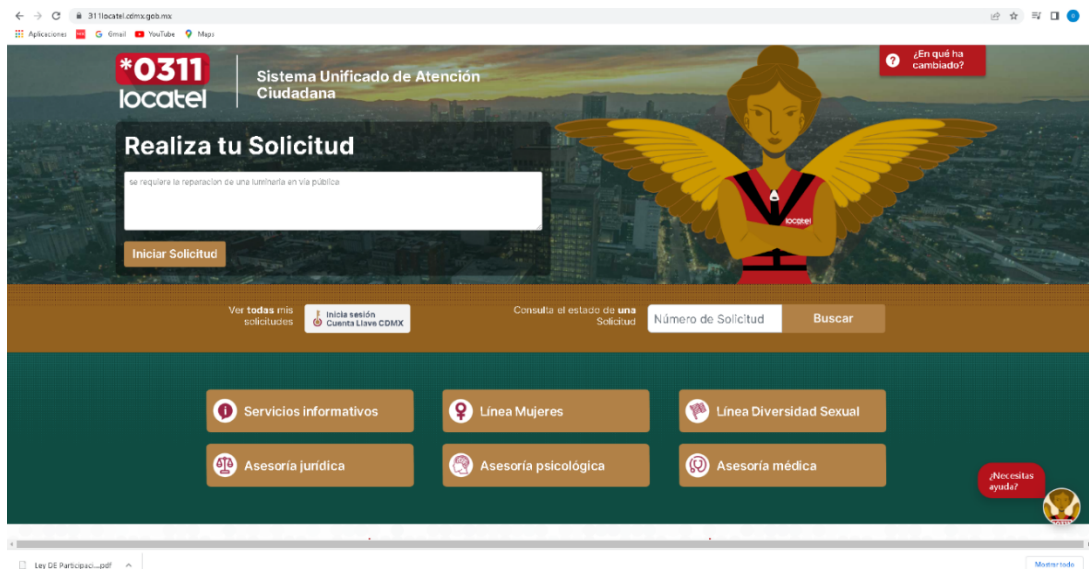 311locatel.cdmx.gob.mx
Aplicaciones
Gmail
YouTube
Maps
*0311
locatel
Sistema Unificado de Atención
Ciudadana
¿En qué ha
cambiado?
Realiza tu Solicitud
se requiere la reparacion de una luminaria en vía pública
Iniciar Solicitud
locatel
Ver todas mis
solicitudes
Inicia sesión
Cuenta Llave CDMX
Consulta el estado de una
Solicitud
Número de Solicitud
Buscar
Servicios informativos
Línea Mujeres
Línea Diversidad Sexual
Asesoría jurídica
Asesoría psicológica
Asesoría médica
¿Necesitas
ayuda?
Ley DE Participaci....pdf
Mostrar todo